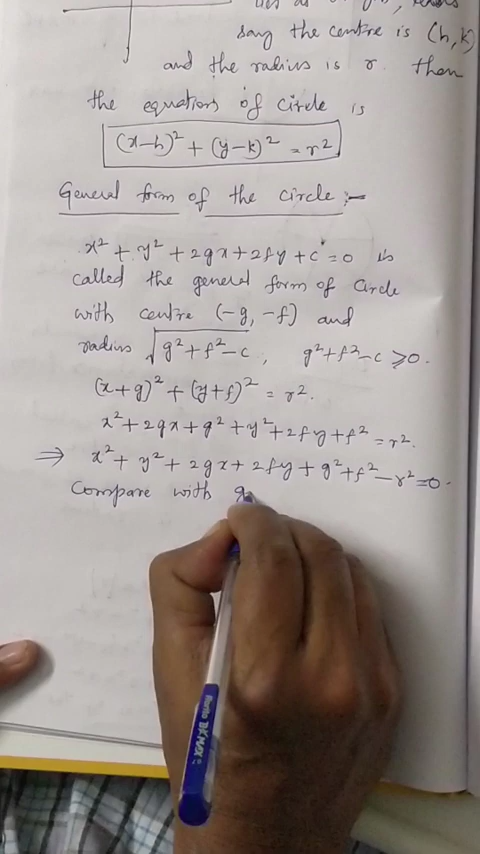 say the centre is (h, k)
and the radius is r. then
the equation of circle is
(x-h)² + (y-k)² = r²
General form of the circle :-
x² + y² + 2gx + 2fy + c = 0 is
called the general form of circle
with centre (-g, -f) and
radius √g²+f²-c, g²+f²-c ≥ 0.
(x+g)² + (y+f)² = r².
x² + 2gx + g² + y² + 2fy + f² = r².
⇒ x² + y² + 2gx + 2fy + g² + f² - r² = 0.
Compare with